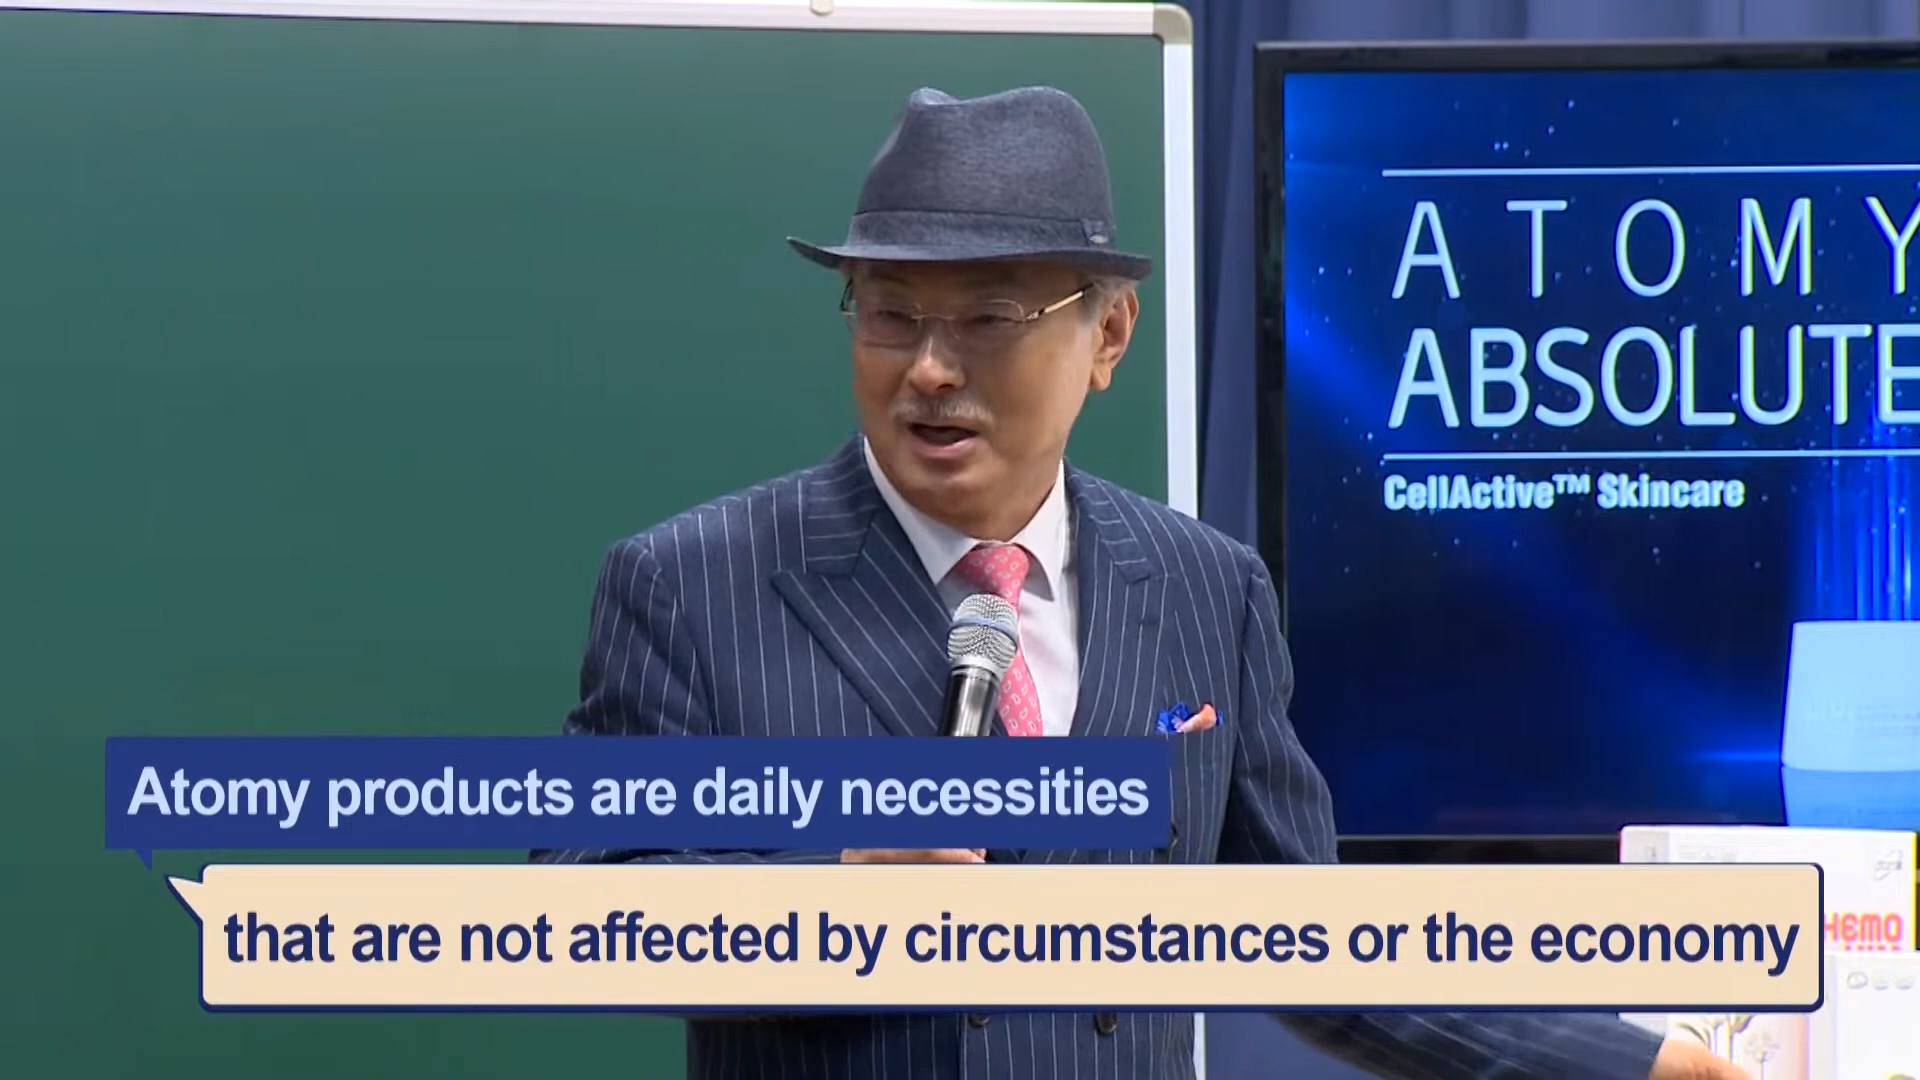 ATOMY
ABSOLUTE
CellActive™ Skincare
Atomy products are daily necessities
that are not affected by circumstances or the economy
HEMO